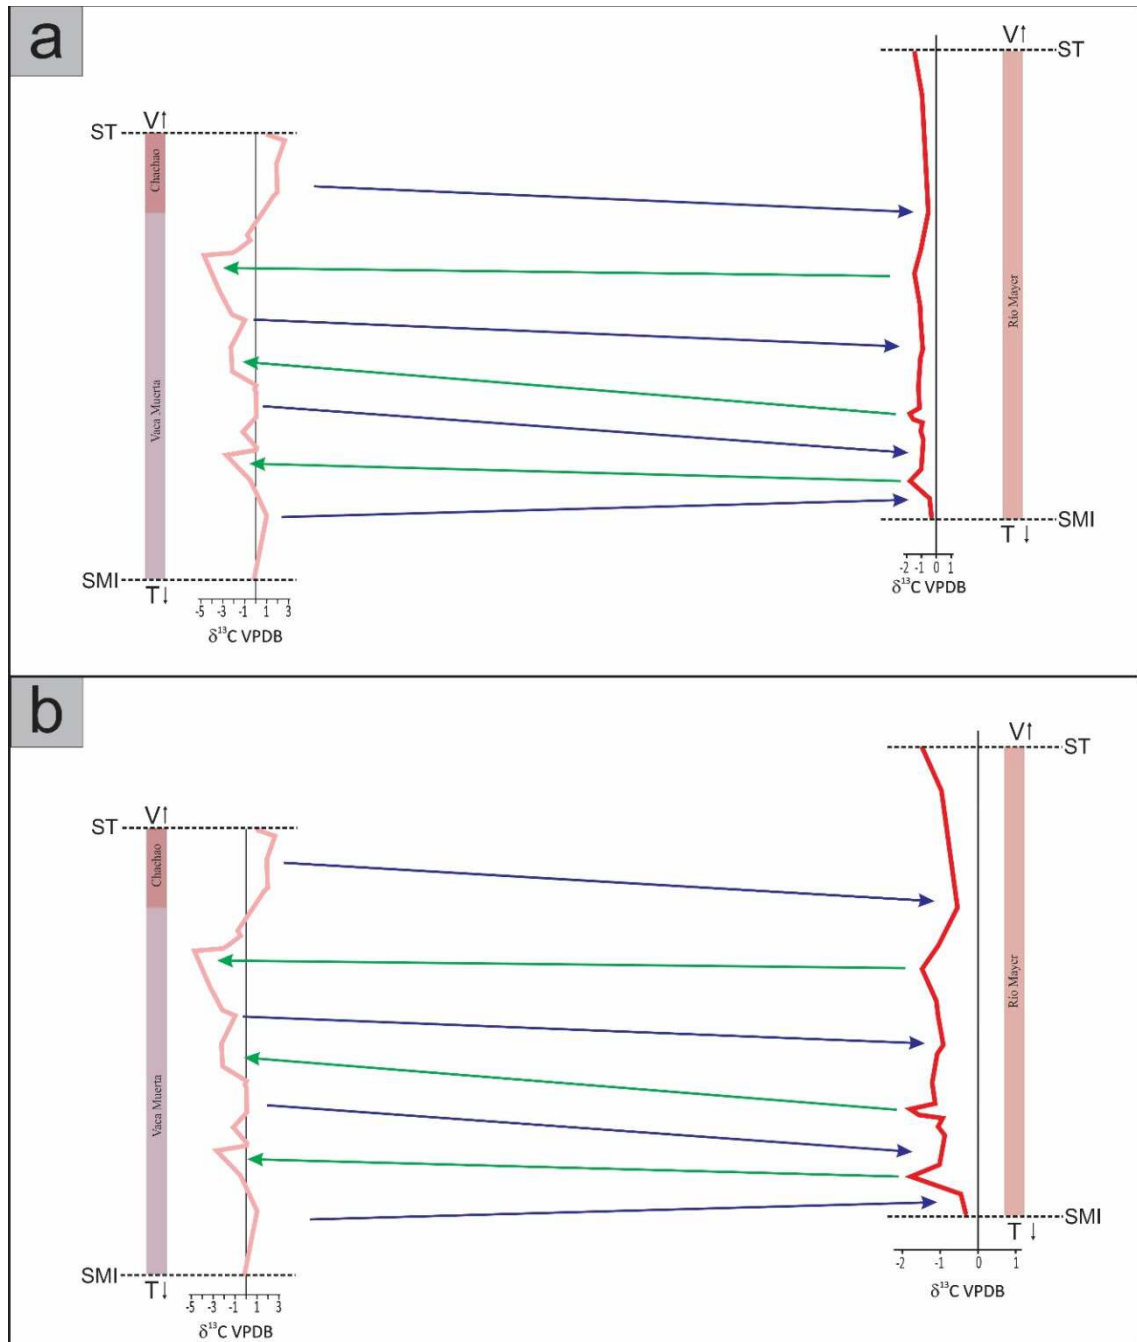 a
V↑
ST
V↑
ST
Chachao
Vaca Muerta
Río Mayer
SMI
T↓
SMI
T↓
-2 -1 0 1
δ¹³C VPDB
-5 -3 -1 1 3
δ¹³C VPDB
b
V↑
ST
V↑
ST
Chachao
Vaca Muerta
Río Mayer
SMI
T↓
SMI
T↓
-2 -1 0 1
δ¹³C VPDB
-5 -3 -1 1 3
δ¹³C VPDB